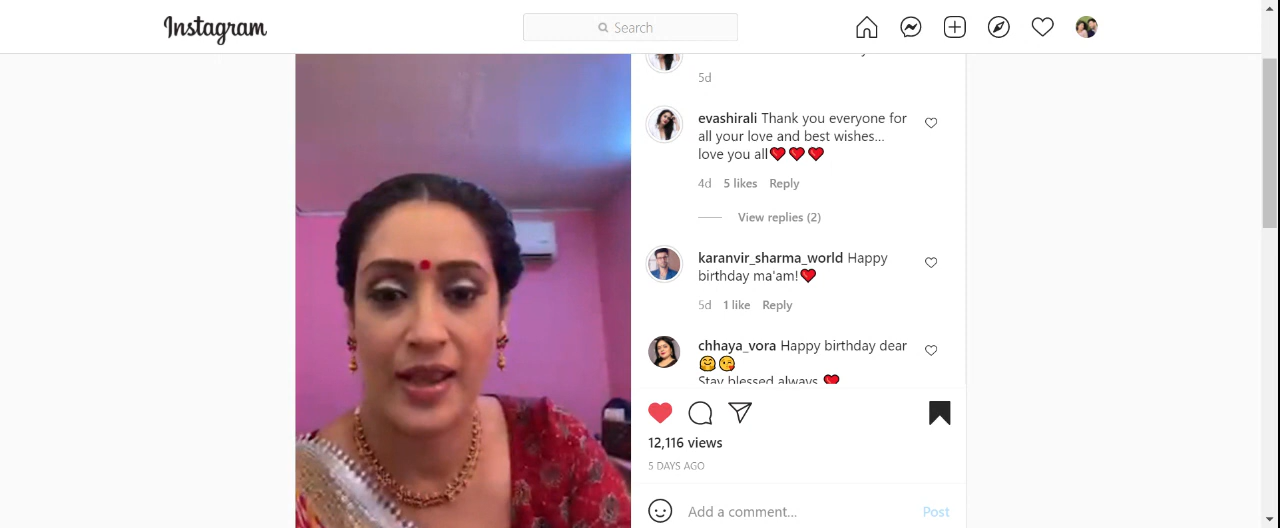 Instagram
Search
5d
evashirali Thank you everyone for
all your love and best wishes...
love you all❤️❤️❤️
4d 5 likes Reply
View replies (2)
karanvir_sharma_world Happy
birthday ma'am!❤️
5d 1 like Reply
chhaya_vora Happy birthday dear
🤗😘
Stay blessed always ❤️
12,116 views
5 DAYS AGO
Add a comment... Post